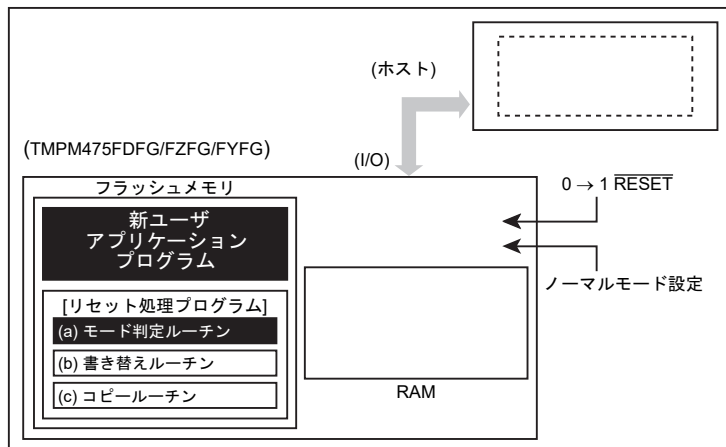 (ホスト)
(TMPM475FDFG/FZFG/FYFG)
(I/O)
フラッシュメモリ
0 → 1 RESET
新ユーザ
アプリケーション
プログラム
ノーマルモード設定
[リセット処理プログラム]
(a) モード判定ルーチン
(b) 書き替えルーチン
(c) コピールーチン
RAM